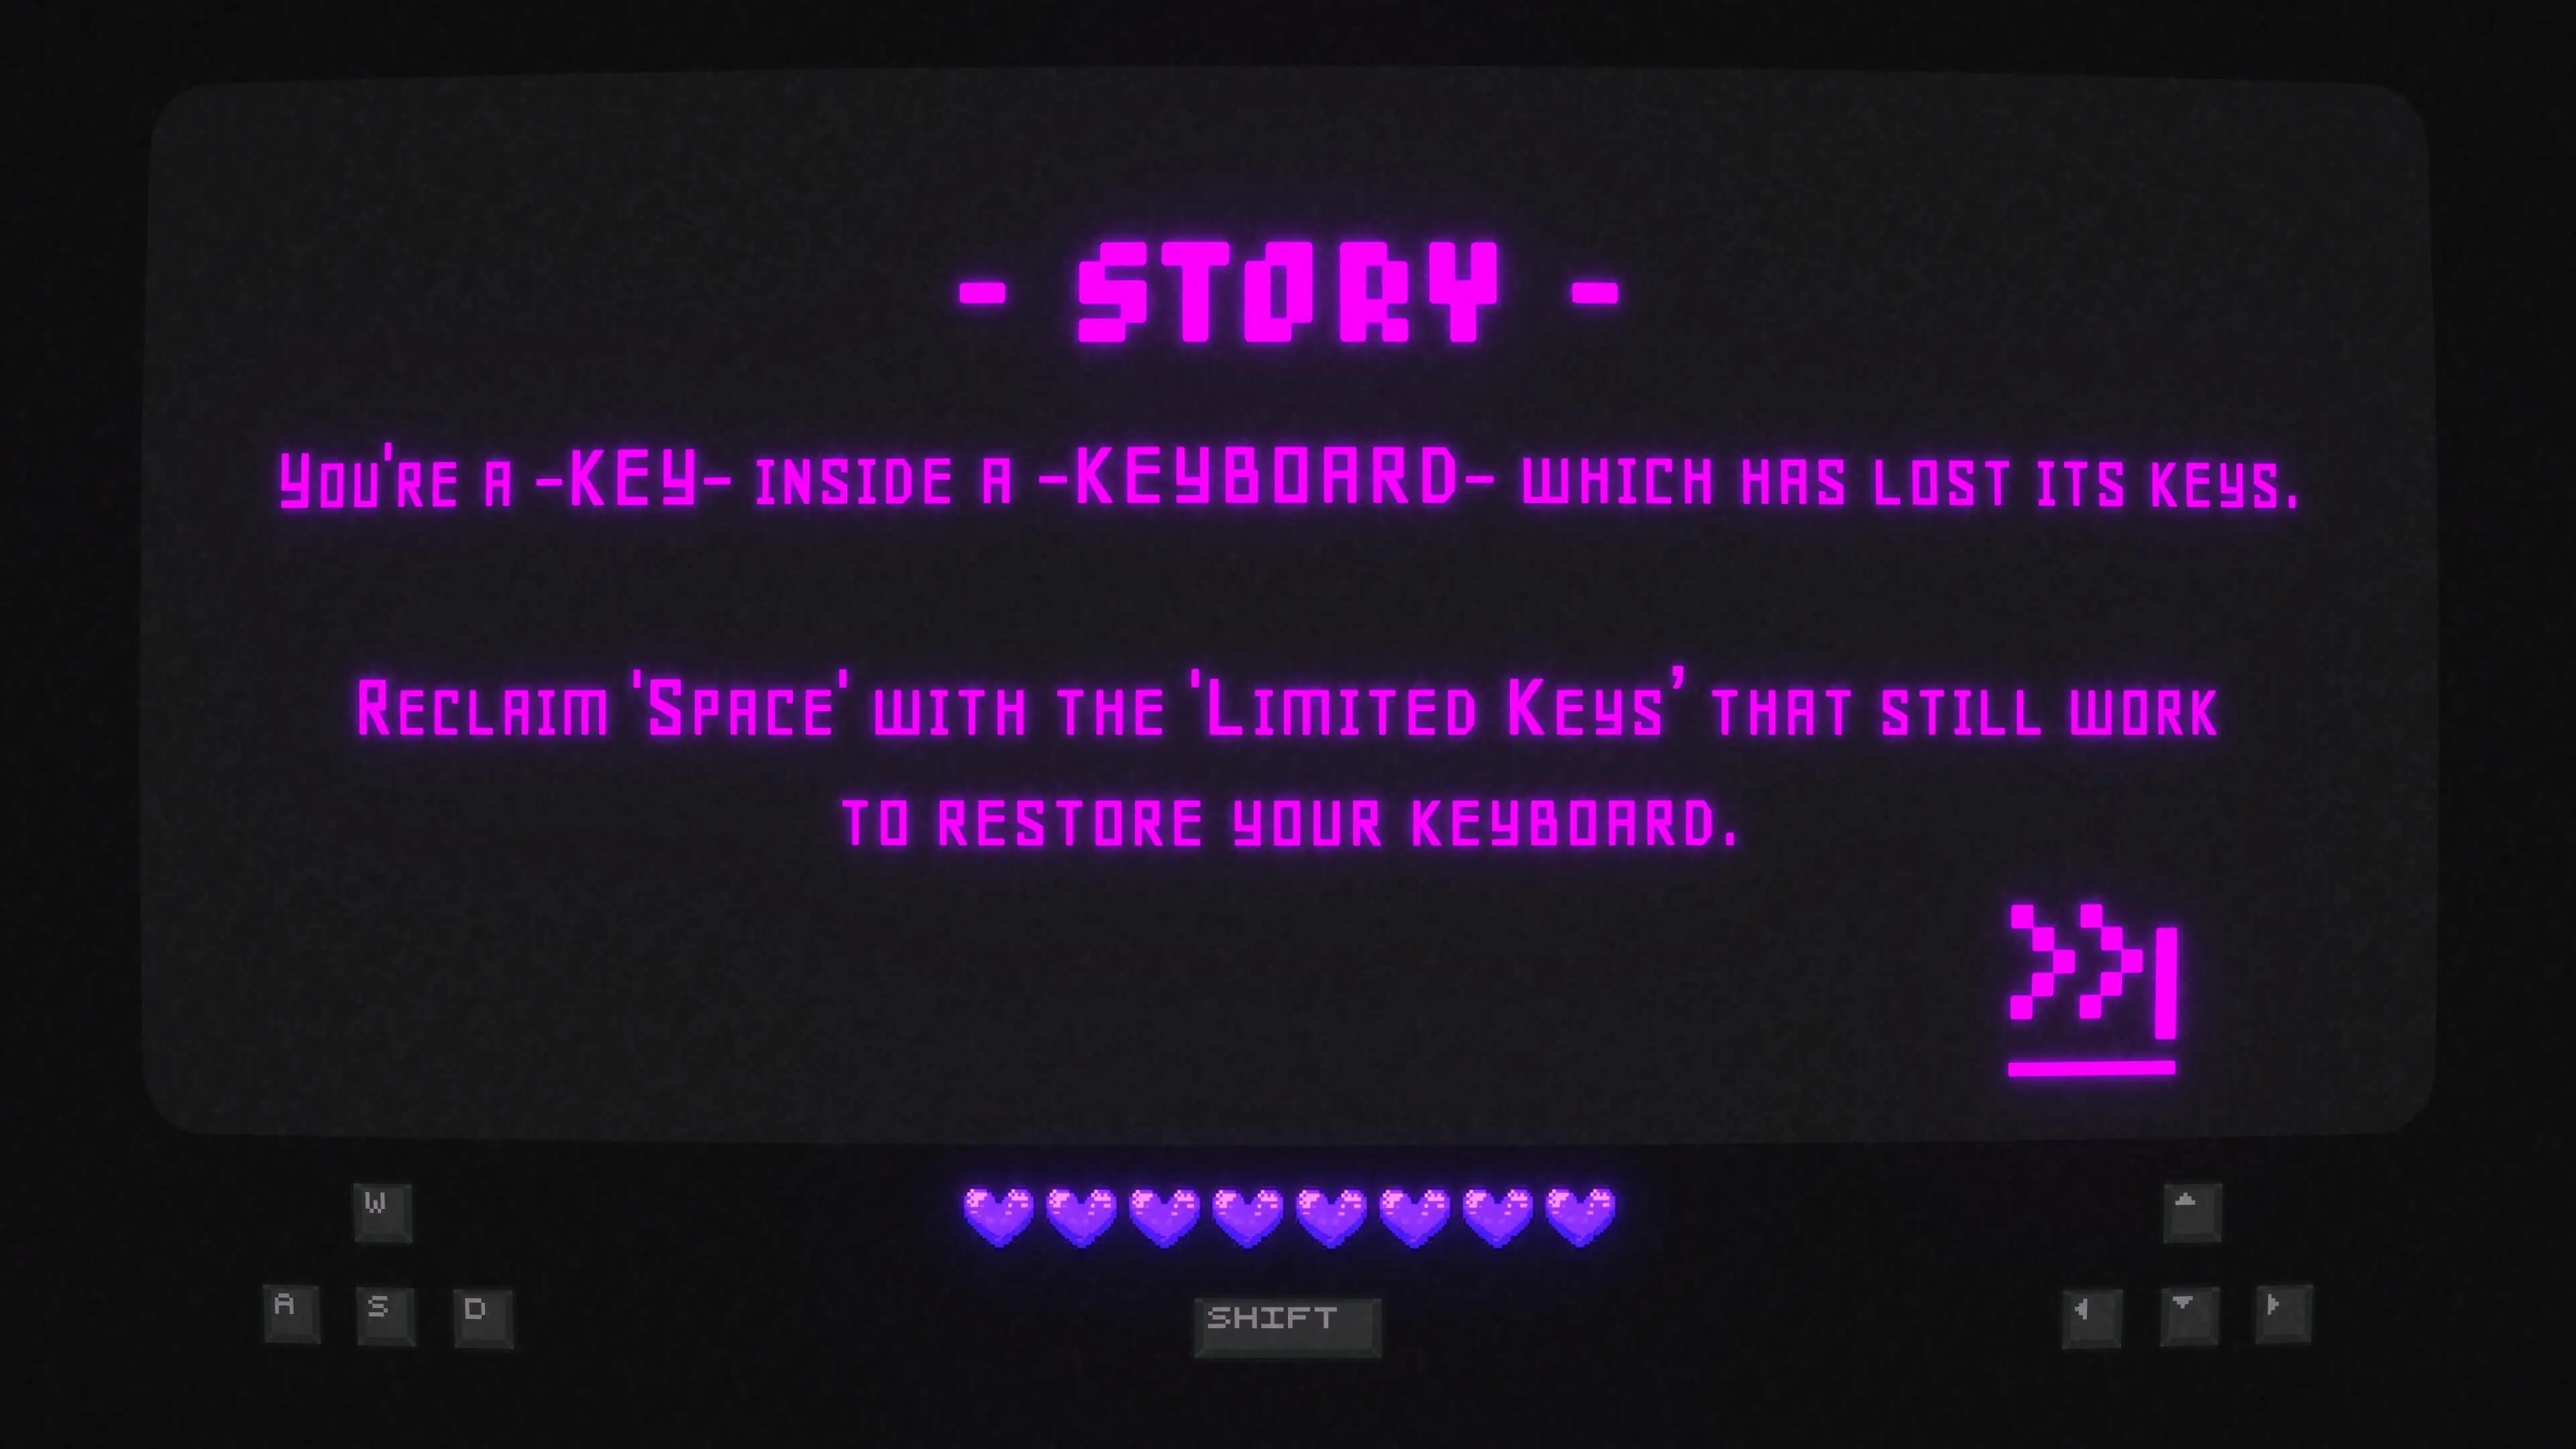 - STORY -
You're a -KEY- inside a -KEYBOARD- which has lost its keys.
Reclaim 'Space' with the 'Limited Keys' that still work
to restore your keyboard.
W
A S D
SHIFT